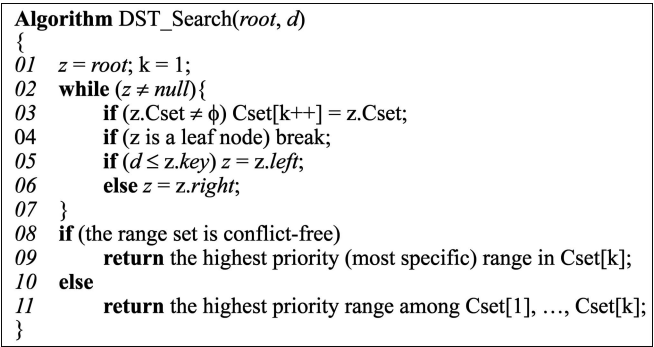 Algorithm DST_Search(root, d)
{
01 z = root; k = 1;
02 while (z ≠ null){
03 if (z.Cset ≠ ϕ) Cset[k++] = z.Cset;
04 if (z is a leaf node) break;
05 if (d ≤ z.key) z = z.left;
06 else z = z.right;
07 }
08 if (the range set is conflict-free)
09 return the highest priority (most specific) range in Cset[k];
10 else
11 return the highest priority range among Cset[1], …, Cset[k];
}